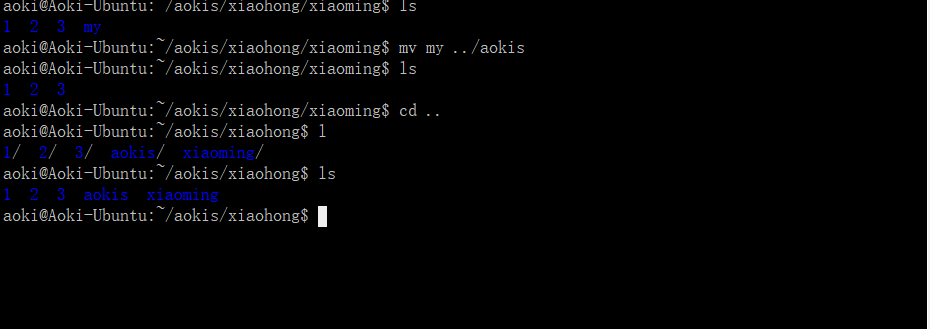 aoki@Aoki-Ubuntu: /aokis/xiaohong/xiaoming$ ls
1  2  3  my
aoki@Aoki-Ubuntu:~/aokis/xiaohong/xiaoming$ mv my ../aokis
aoki@Aoki-Ubuntu:~/aokis/xiaohong/xiaoming$ ls
1  2  3
aoki@Aoki-Ubuntu:~/aokis/xiaohong/xiaoming$ cd ..
aoki@Aoki-Ubuntu:~/aokis/xiaohong$ l
1/  2/  3/  aokis/  xiaoming/
aoki@Aoki-Ubuntu:~/aokis/xiaohong$ ls
1  2  3  aokis  xiaoming
aoki@Aoki-Ubuntu:~/aokis/xiaohong$